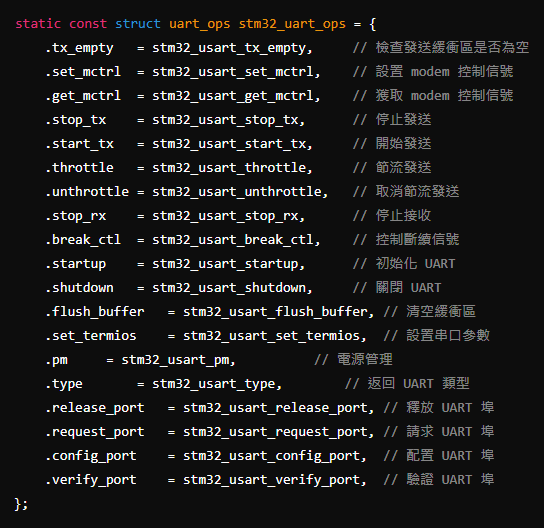 static const struct uart_ops stm32_uart_ops = {
    .tx_empty   = stm32_usart_tx_empty,     // 檢查發送緩衝區是否為空
    .set_mctrl  = stm32_usart_set_mctrl,    // 設置 modem 控制信號
    .get_mctrl  = stm32_usart_get_mctrl,    // 獲取 modem 控制信號
    .stop_tx    = stm32_usart_stop_tx,      // 停止發送
    .start_tx   = stm32_usart_start_tx,     // 開始發送
    .throttle   = stm32_usart_throttle,     // 節流發送
    .unthrottle = stm32_usart_unthrottle,   // 取消節流發送
    .stop_rx    = stm32_usart_stop_rx,      // 停止接收
    .break_ctl  = stm32_usart_break_ctl,    // 控制斷續信號
    .startup    = stm32_usart_startup,      // 初始化 UART
    .shutdown   = stm32_usart_shutdown,     // 關閉 UART
    .flush_buffer   = stm32_usart_flush_buffer, // 清空緩衝區
    .set_termios    = stm32_usart_set_termios,  // 設置串口參數
    .pm     = stm32_usart_pm,          // 電源管理
    .type       = stm32_usart_type,        // 返回 UART 類型
    .release_port   = stm32_usart_release_port, // 釋放 UART 埠
    .request_port   = stm32_usart_request_port, // 請求 UART 埠
    .config_port    = stm32_usart_config_port,  // 配置 UART 埠
    .verify_port    = stm32_usart_verify_port,  // 驗證 UART 埠
};